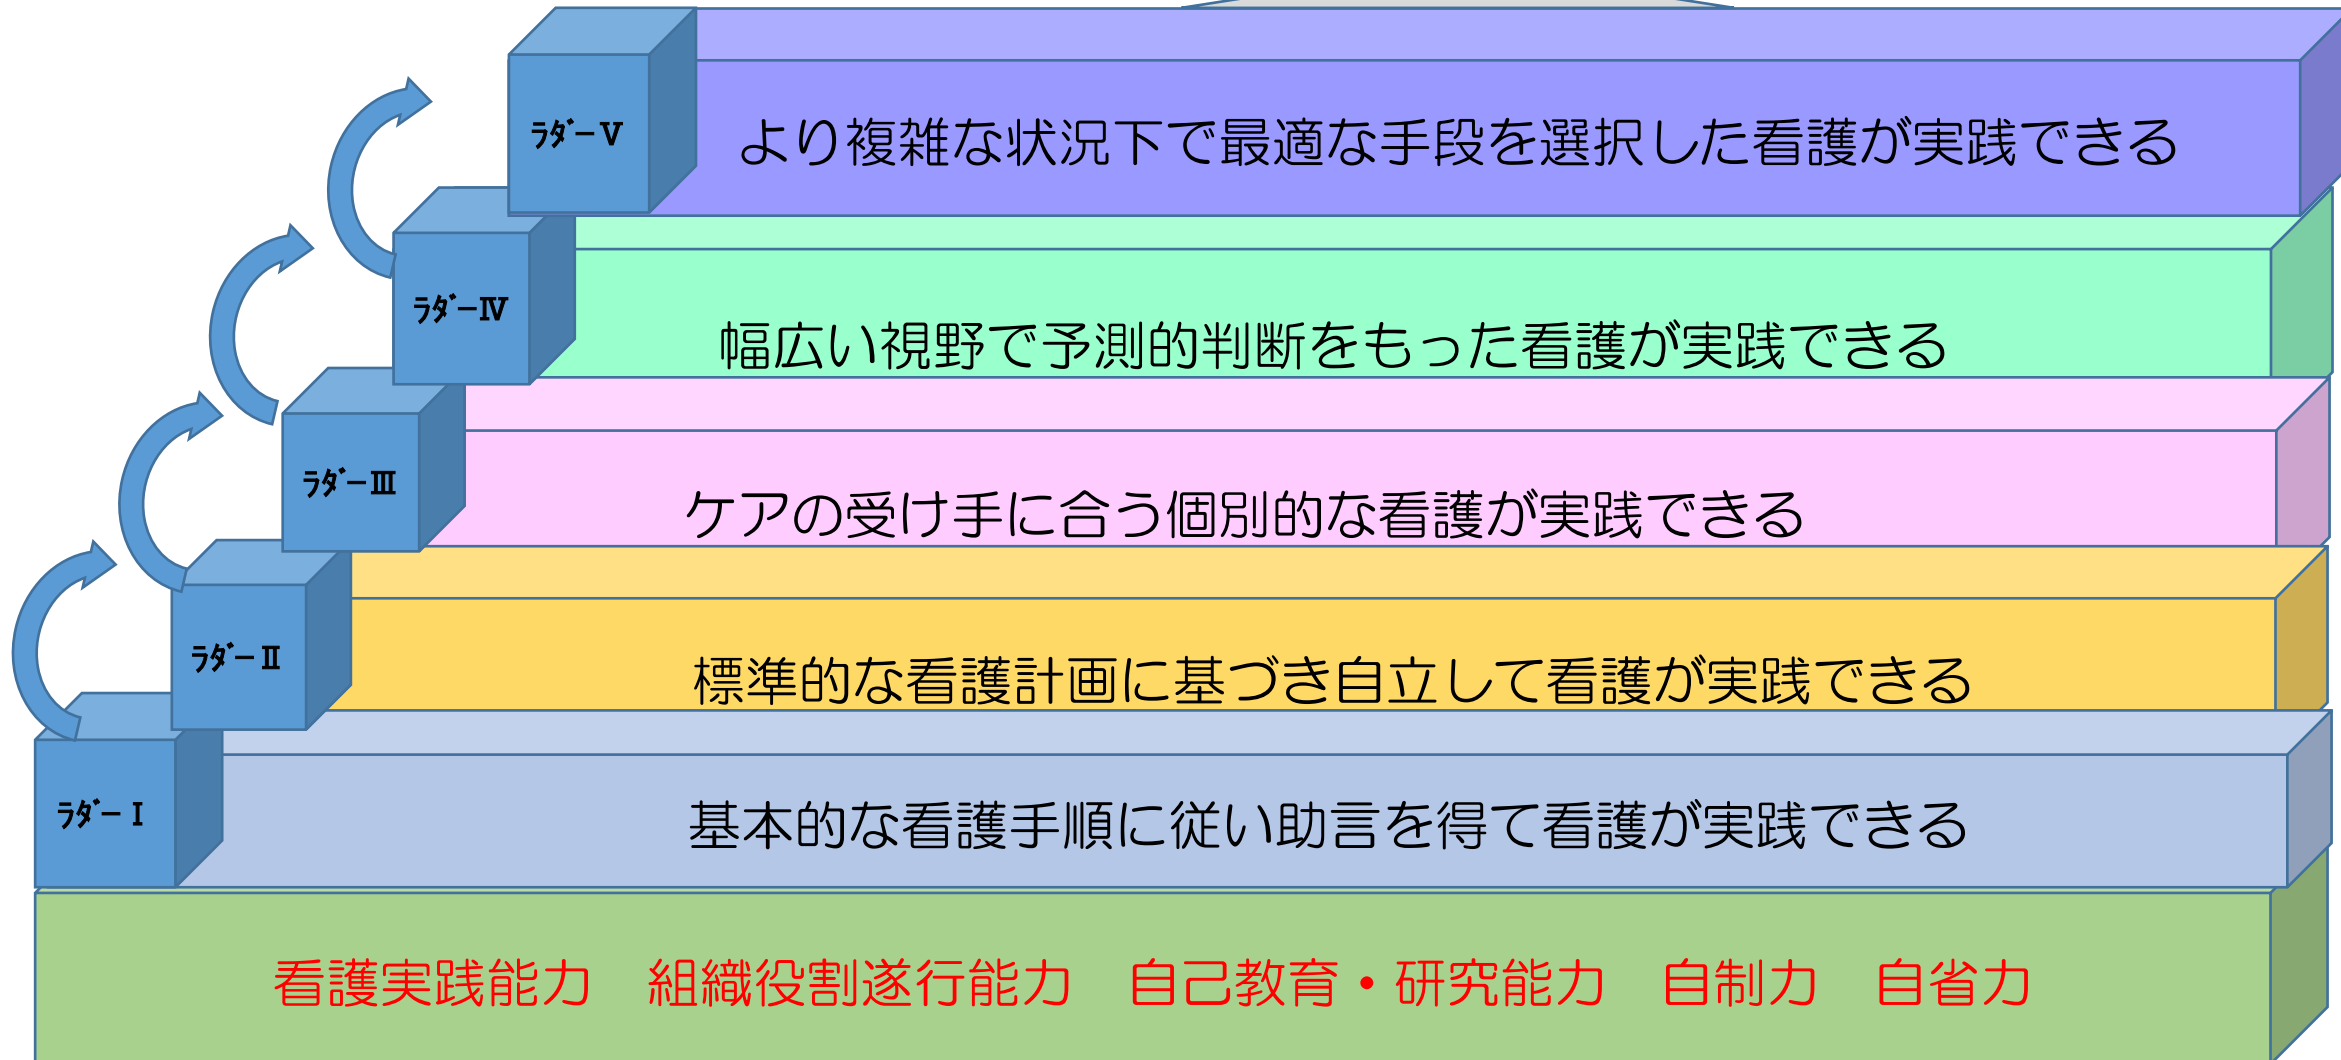 ﾗﾀﾞｰⅤ より複雑な状況下で最適な手段を選択した看護が実践できる
ﾗﾀﾞｰⅣ 幅広い視野で予測的判断をもった看護が実践できる
ﾗﾀﾞｰⅢ ケアの受け手に合う個別的な看護が実践できる
ﾗﾀﾞｰⅡ 標準的な看護計画に基づき自立して看護が実践できる
ﾗﾀﾞｰⅠ 基本的な看護手順に従い助言を得て看護が実践できる
看護実践能力　組織役割遂行能力　自己教育・研究能力　自制力　自省力